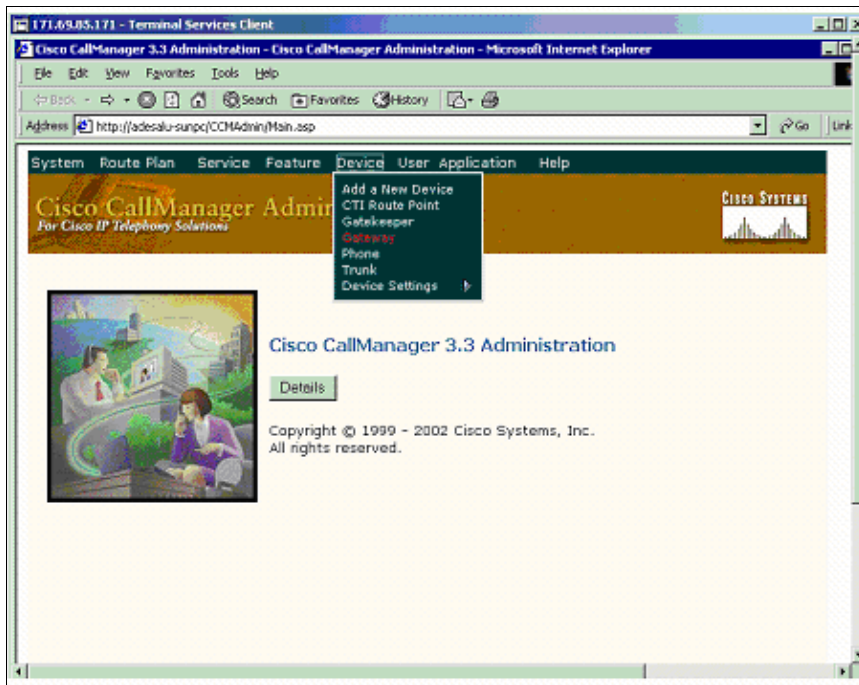 171.69.85.171 - Terminal Services Client
Cisco CallManager 3.3 Administration - Cisco CallManager Administration - Microsoft Internet Explorer
File Edit View Favorites Tools Help
Back Search Favorites History
Address http://adesalu-sunpc/CCMAdmin/Main.asp Go Link
System Route Plan Service Feature Device User Application Help
Cisco CallManager Admin
For Cisco IP Telephony Solutions
CISCO SYSTEMS
Add a New Device
CTI Route Point
Gatekeeper
Gateway
Phone
Trunk
Device Settings
Cisco CallManager 3.3 Administration
Details
Copyright © 1999 - 2002 Cisco Systems, Inc.
All rights reserved.